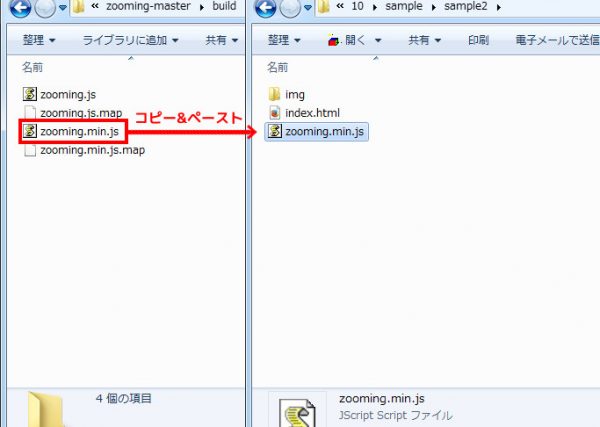 « zooming-master build
整理 ライブラリに追加 共有
名前
zooming.js
zooming.js.map
zooming.min.js
zooming.min.js.map
4 個の項目
コピー&ペースト
« 10 sample sample2
整理 開く 共有 印刷 電子メールで送信
名前
img
index.html
zooming.min.js
zooming.min.js
JScript Script ファイル